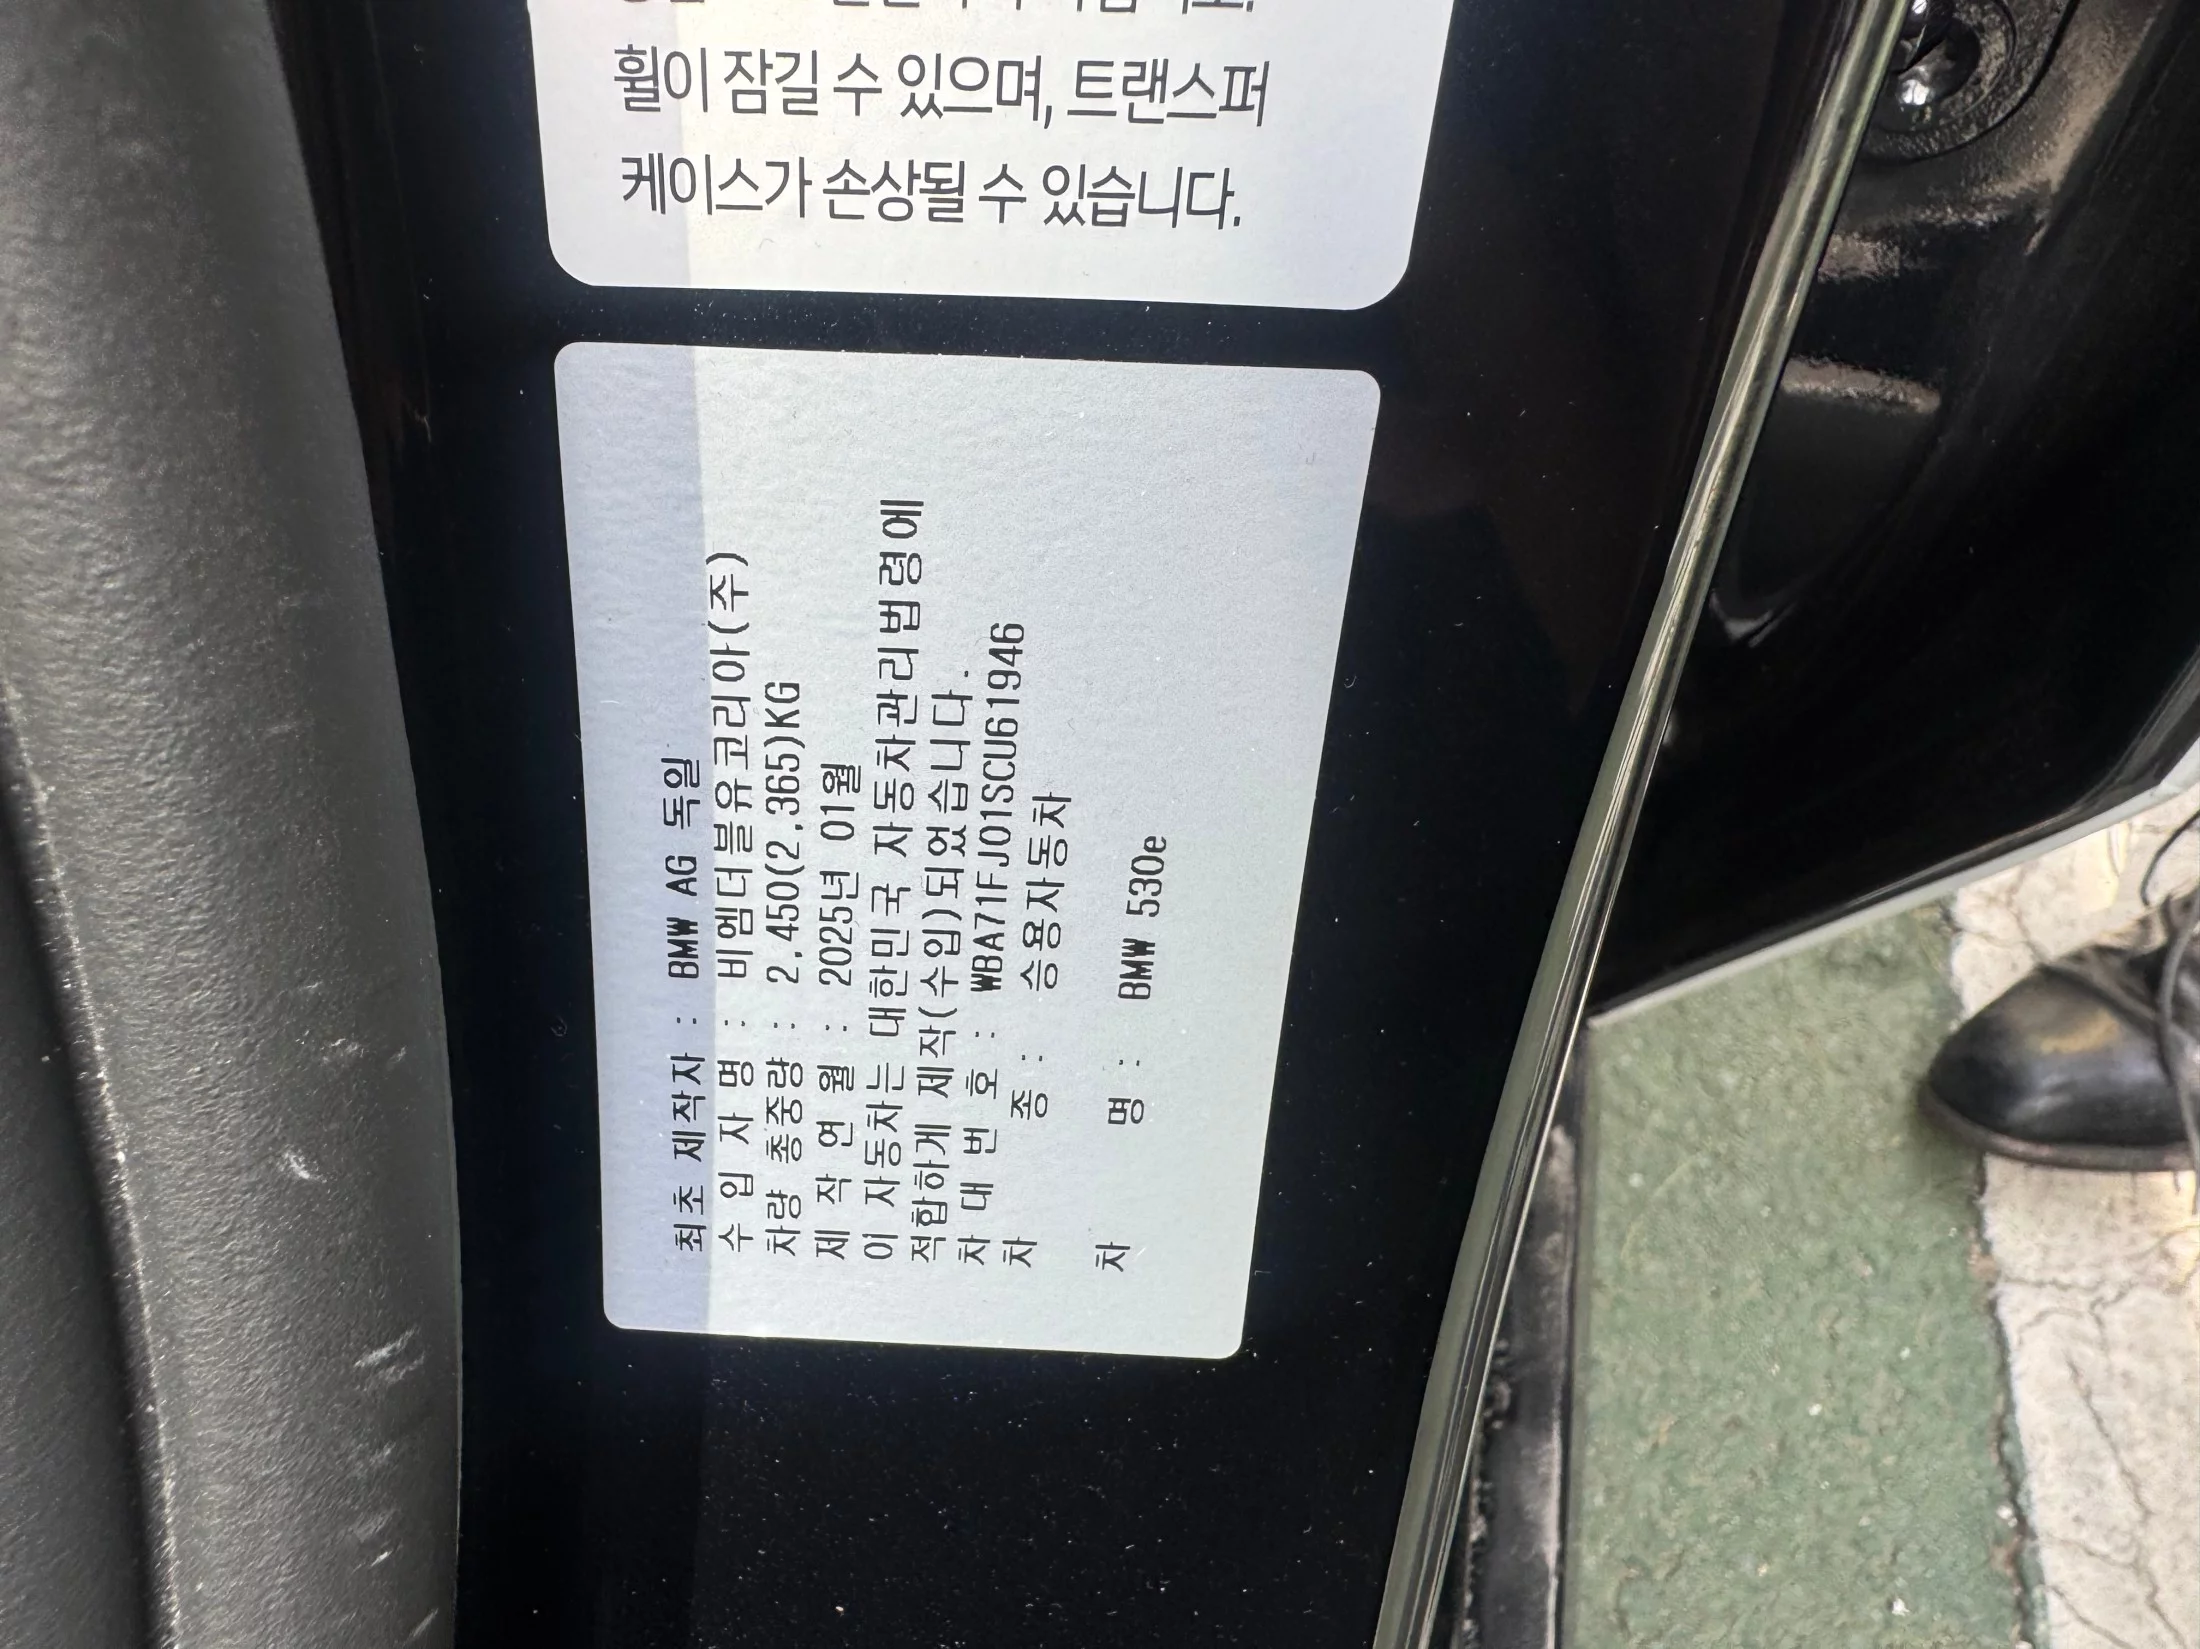 휠이 잠길 수 있으며, 트랜스퍼
케이스가 손상될 수 있습니다.
최초 제작자 : BMW AG 독일
수 입 자 명 : 비엠더블유코리아(주)
차량 총중량 : 2,450(2,365)KG
제 작 연 월 : 2025년 01월
이 자동차는 대한민국 자동차관리법령에
적합하게 제작(수입)되었습니다.
차 대 번 호 : WBA71FJ01SCU61946
차 종 : 승용자동차
차 명 : BMW 530e